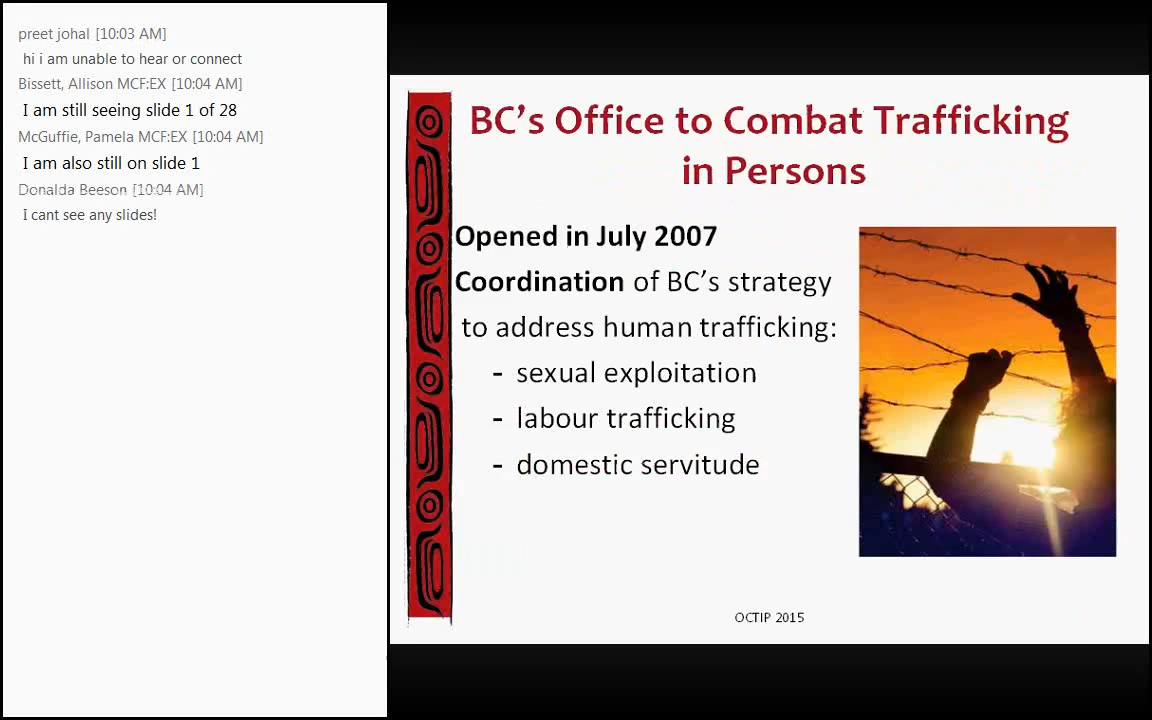 preet johal [10:03 AM]
hi i am unable to hear or connect
Bissett, Allison MCF:EX [10:04 AM]
I am still seeing slide 1 of 28
McGuffie, Pamela MCF:EX [10:04 AM]
I am also still on slide 1
Donalda Beeson [10:04 AM]
I cant see any slides!
BC’s Office to Combat Trafficking
in Persons
Opened in July 2007
Coordination of BC’s strategy
to address human trafficking:
- sexual exploitation
- labour trafficking
- domestic servitude
OCTIP 2015